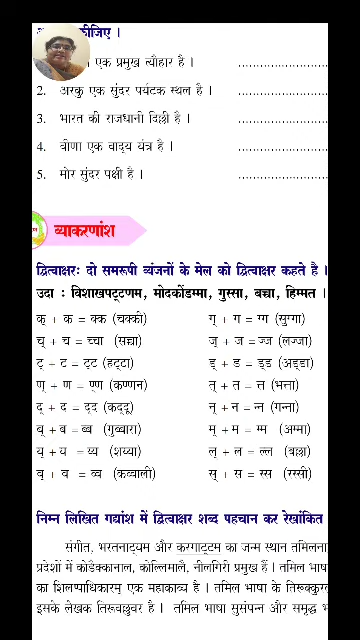 कीजिए ।
एक प्रमुख त्यौहार है ।
2. अरकु एक सुंदर पर्यटक स्थल है ।
3. भारत की राजधानी दिल्ली है ।
4. वीणा एक वाद्य यंत्र है ।
5. मोर सुंदर पक्षी है ।
व्याकरणांश
द्वित्वाक्षरः दो समरूपी व्यंजनों के मेल को द्वित्वाक्षर कहते है ।
उदा : विशाखपट्टणम, मोदकोंडम्मा, गुस्सा, बच्चा, हिम्मत ।
क् + क = क्क (चक्की) ग् + ग = ग्ग (सुग्गा)
च् + च = च्चा (सच्चा) ज् + ज = ज्ज (लज्जा)
ट् + ट = ट्ट (हट्टा) ड् + ड = ड्ड (अड्डा)
ण् + ण = ण्ण (कण्णन) त् + त = त्त (भत्ता)
द् + द = द्द (कद्दू) न् + न = न्न (गन्ना)
ब् + ब = ब्ब (गुब्बारा) म् + म = म्म (अम्मा)
य् + य = य्य (शय्या) ल् + ल = ल्ल (बल्ला)
व् + व = व्व (कव्वाली) स् + स = स्स (रस्सी)
निम्न लिखित गद्यांश में द्वित्वाक्षर शब्द पहचान कर रेखांकित
संगीत, भरतनाट्यम और करगाट्टम का जन्म स्थान तमिलना
प्रदेशों में कोडैक्कानाल, कोल्लिमालै, नीलगिरी प्रमुख हैं । तमिल भाषा
का शिलप्पाधिकारम् एक महाकाव्य है । तमिल भाषा के तिरूक्कुर
इसके लेखक तिरूवल्लुवर है । तमिल भाषा सुसंपन्न और समृद्ध भ